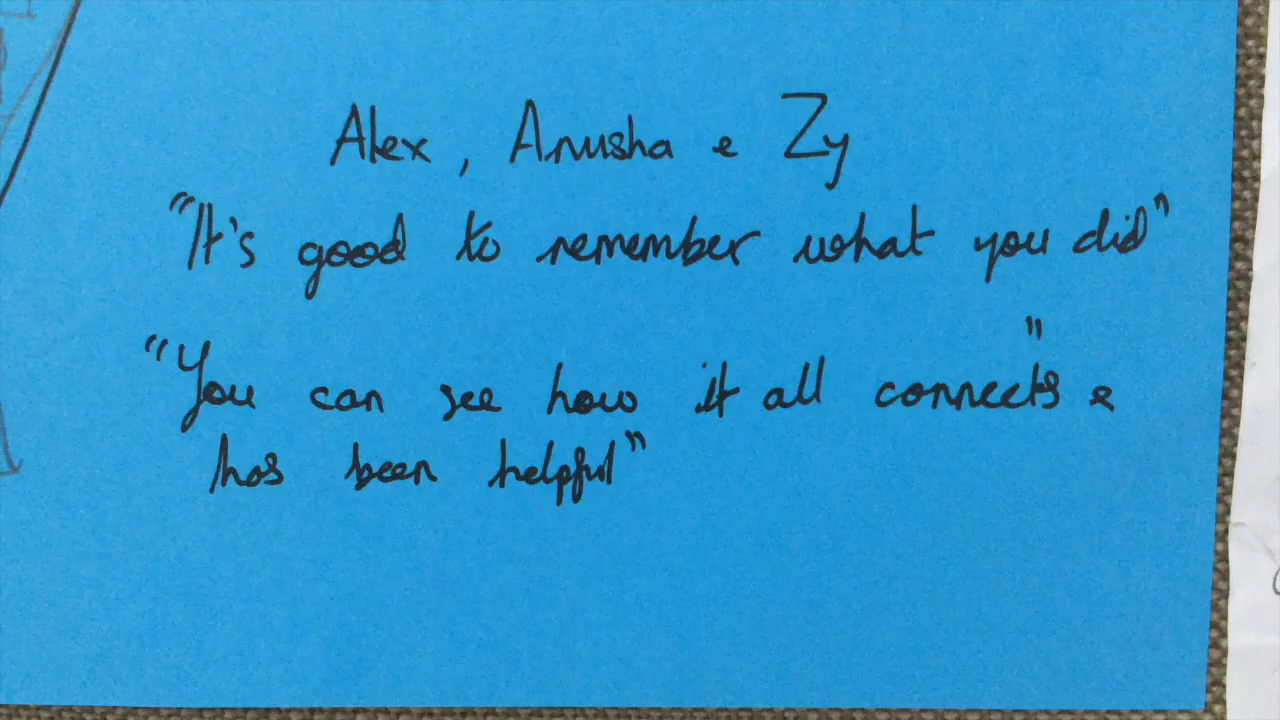 Alex, Anusha e Zy
"It's good to remember what you did"
"You can see how it all connects" e
has been helpful"